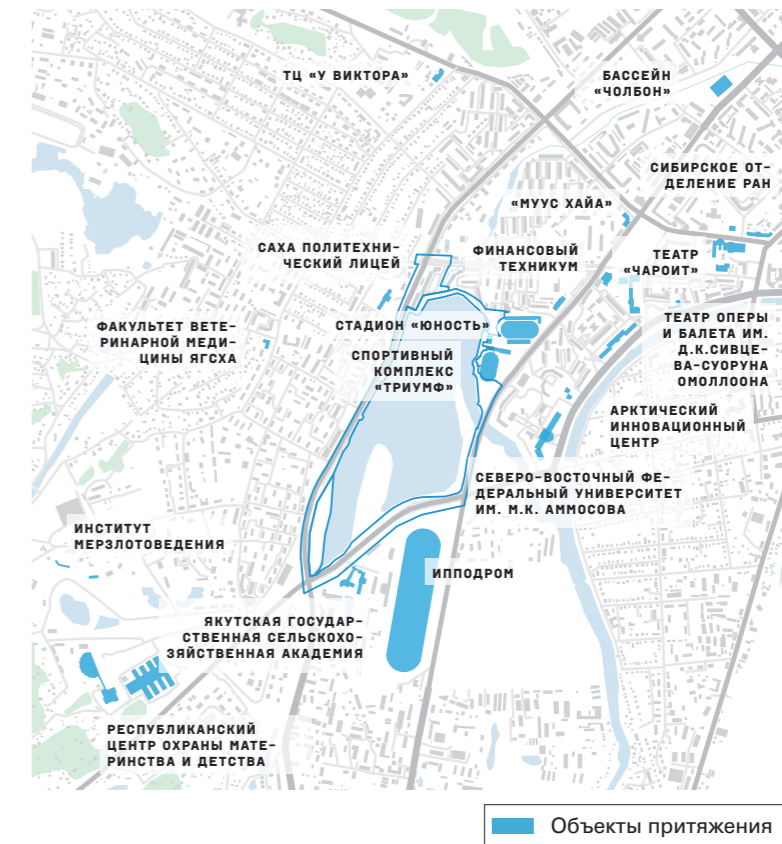 ТЦ «У ВИКТОРА»
БАССЕЙН
«ЧОЛБОН»
СИБИРСКОЕ ОТ-
ДЕЛЕНИЕ РАН
«МУУС ХАЙА»
САХА ПОЛИТЕХНИ-
ЧЕСКИЙ ЛИЦЕЙ
ФИНАНСОВЫЙ
ТЕХНИКУМ
ТЕАТР
«ЧАРОИТ»
ФАКУЛЬТЕТ ВЕТЕ-
РИНАРНОЙ МЕДИ-
ЦИНЫ ЯГСХА
СТАДИОН «ЮНОСТЬ»
СПОРТИВНЫЙ
КОМПЛЕКС
«ТРИУМФ»
ТЕАТР ОПЕРЫ
И БАЛЕТА ИМ.
Д.К.СИВЦЕ-
ВА-СУОРУНА
ОМОЛЛООНА
АРКТИЧЕСКИЙ
ИННОВАЦИОННЫЙ
ЦЕНТР
СЕВЕРО-ВОСТОЧНЫЙ ФЕ-
ДЕРАЛЬНЫЙ УНИВЕРСИТЕТ
ИМ. М.К. АММОСОВА
ИНСТИТУТ
МЕРЗЛОТОВЕДЕНИЯ
ИППОДРОМ
ЯКУТСКАЯ ГОСУДАР-
СТВЕННАЯ СЕЛЬСКОХО-
ЗЯЙСТВЕННАЯ АКАДЕМИЯ
РЕСПУБЛИКАНСКИЙ
ЦЕНТР ОХРАНЫ МАТЕ-
РИНСТВА И ДЕТСТВА
Объекты притяжения